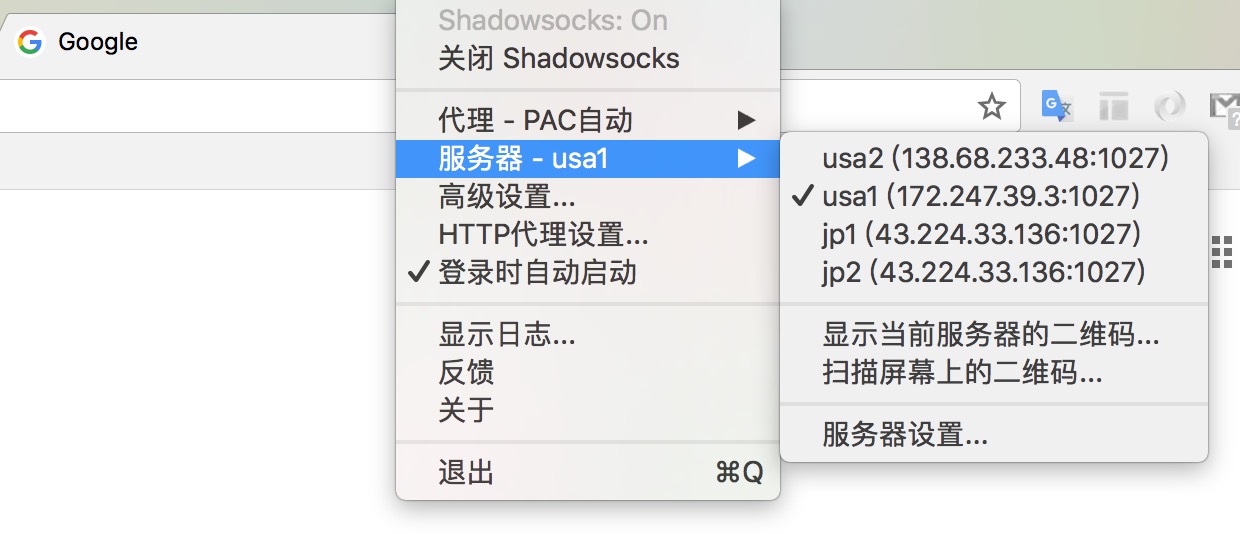 Google
Shadowsocks: On
关闭 Shadowsocks
代理 - PAC自动
服务器 - usa1
高级设置...
HTTP代理设置...
登录时自动启动
显示日志...
反馈
关于
退出 ⌘Q
usa2 (138.68.233.48:1027)
usa1 (172.247.39.3:1027)
jp1 (43.224.33.136:1027)
jp2 (43.224.33.136:1027)
显示当前服务器的二维码...
扫描屏幕上的二维码...
服务器设置...